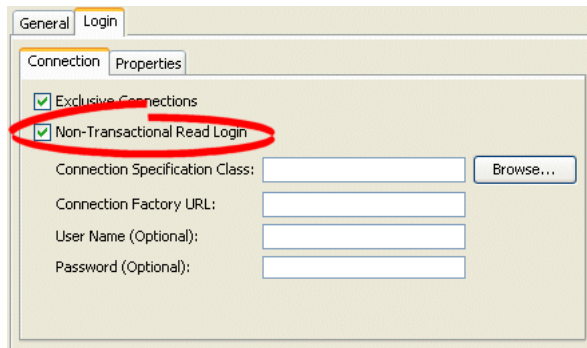 General Login
Connection Properties
Exclusive Connections
Non-Transactional Read Login
Connection Specification Class: Browse...
Connection Factory URL:
User Name (Optional):
Password (Optional):